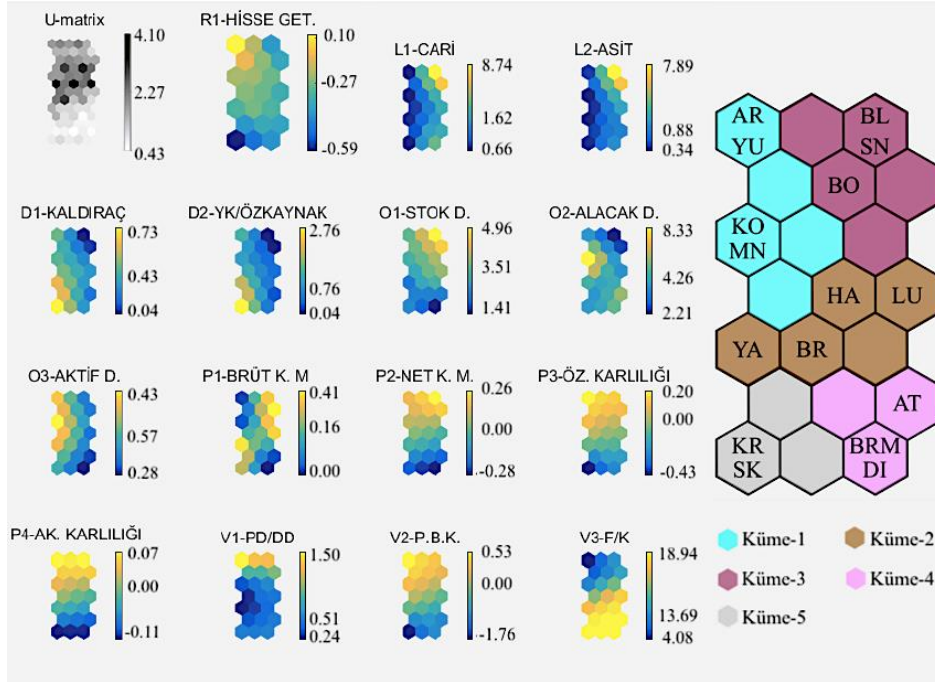 U-matrix
4.10
2.27
0.43
R1-HİSSE GET.
0.10
-0.27
-0.59
L1-CARİ
8.74
1.62
0.66
L2-ASİT
7.89
0.88
0.34
D1-KALDIRAÇ
0.73
0.43
0.04
D2-YK/ÖZKAYNAK
2.76
0.76
0.04
O1-STOK D.
4.96
3.51
1.41
O2-ALACAK D.
8.33
4.26
2.21
O3-AKTİF D.
0.43
0.57
0.28
P1-BRÜT K. M
0.41
0.16
0.00
P2-NET K. M.
0.26
0.00
-0.28
P3-ÖZ. KARLILIĞI
0.20
0.00
-0.43
P4-AK. KARLILIĞI
0.07
0.00
-0.11
V1-PD/DD
1.50
0.51
0.24
V2-P.B.K.
0.53
0.00
-1.76
V3-F/K
18.94
13.69
4.08
AR
YU
BL
SN
BO
KO
MN
HA
LU
YA
BR
AT
KR
SK
BRM
DI
Küme-1
Küme-2
Küme-3
Küme-4
Küme-5